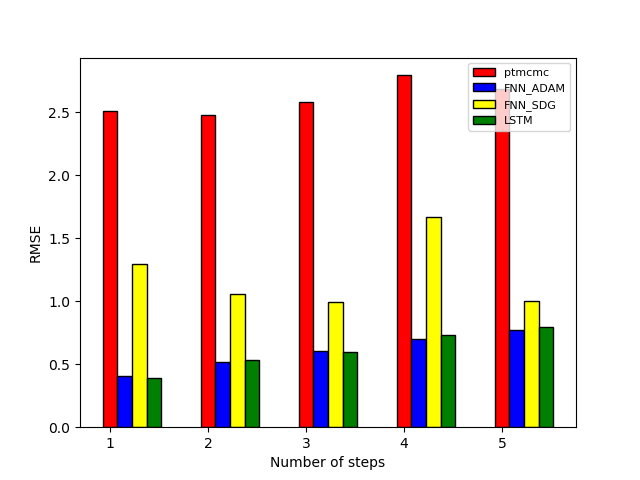 ptmcmc
FNN_ADAM
FNN_SDG
LSTM
RMSE
2.5
2.0
1.5
1.0
0.5
0.0
1 2 3 4 5
Number of steps